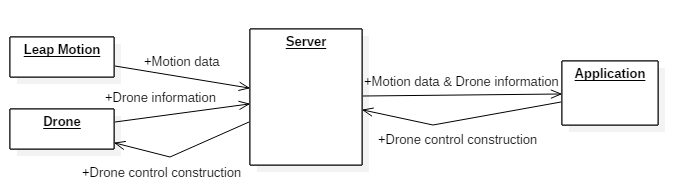 Leap Motion
Server
+Motion data
Application
+Motion data & Drone information
+Drone information
Drone
+Drone control construction
+Drone control construction